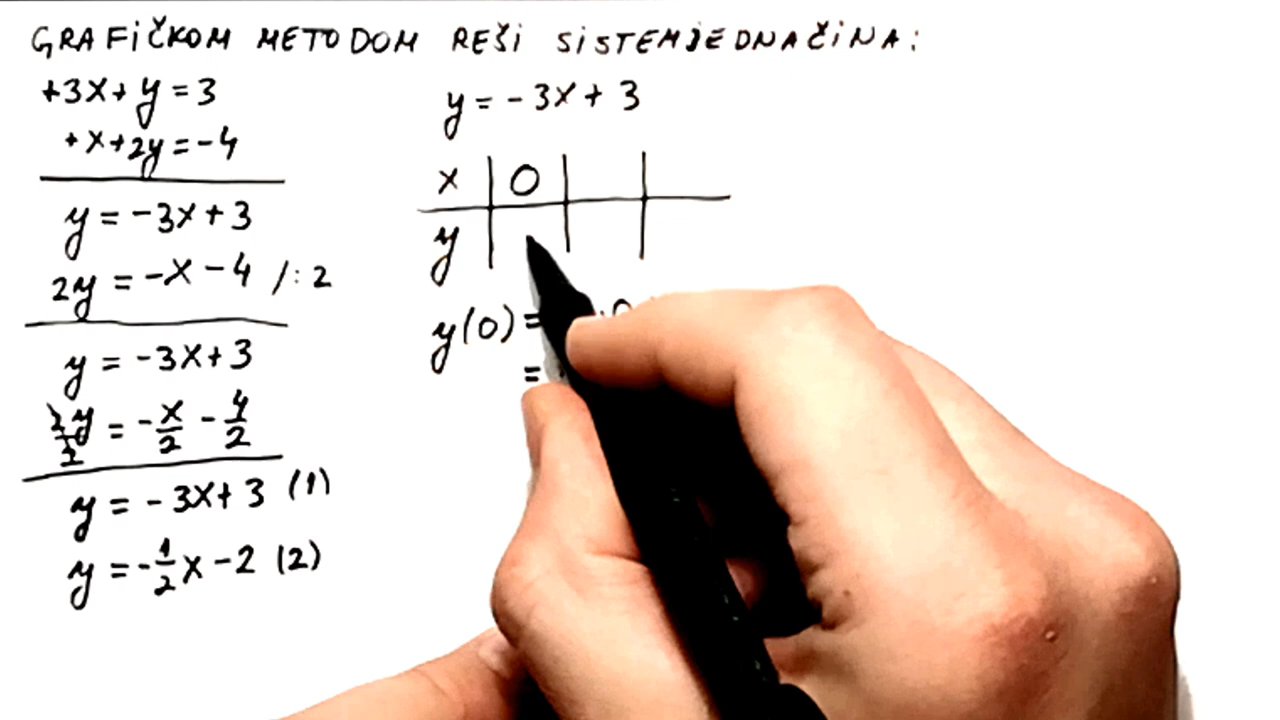 GRAFIČKOM METODOM REŠI SISTEM JEDNAČINA:
+3x+y=3
+x+2y=-4
y=-3x+3
2y=-x-4 /:2
y=-3x+3
2y/2=-x/2-4/2
y=-3x+3 (1)
y=-1/2x-2 (2)
y=-3x+3
x 0
y
y(0)=
=